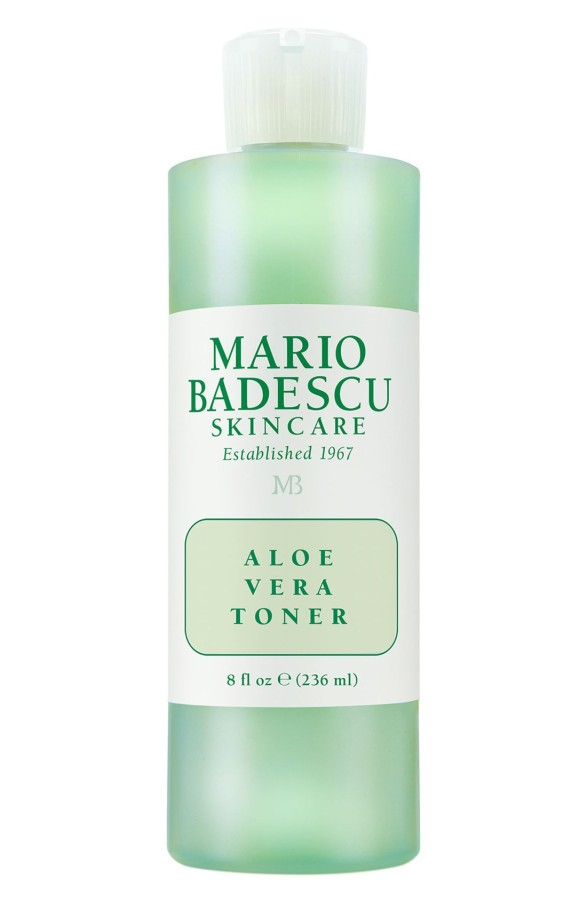 MARIO
BADESCU
SKINCARE
Established 1967
MB
ALOE
VERA
TONER
8 fl oz ℮ (236 ml)